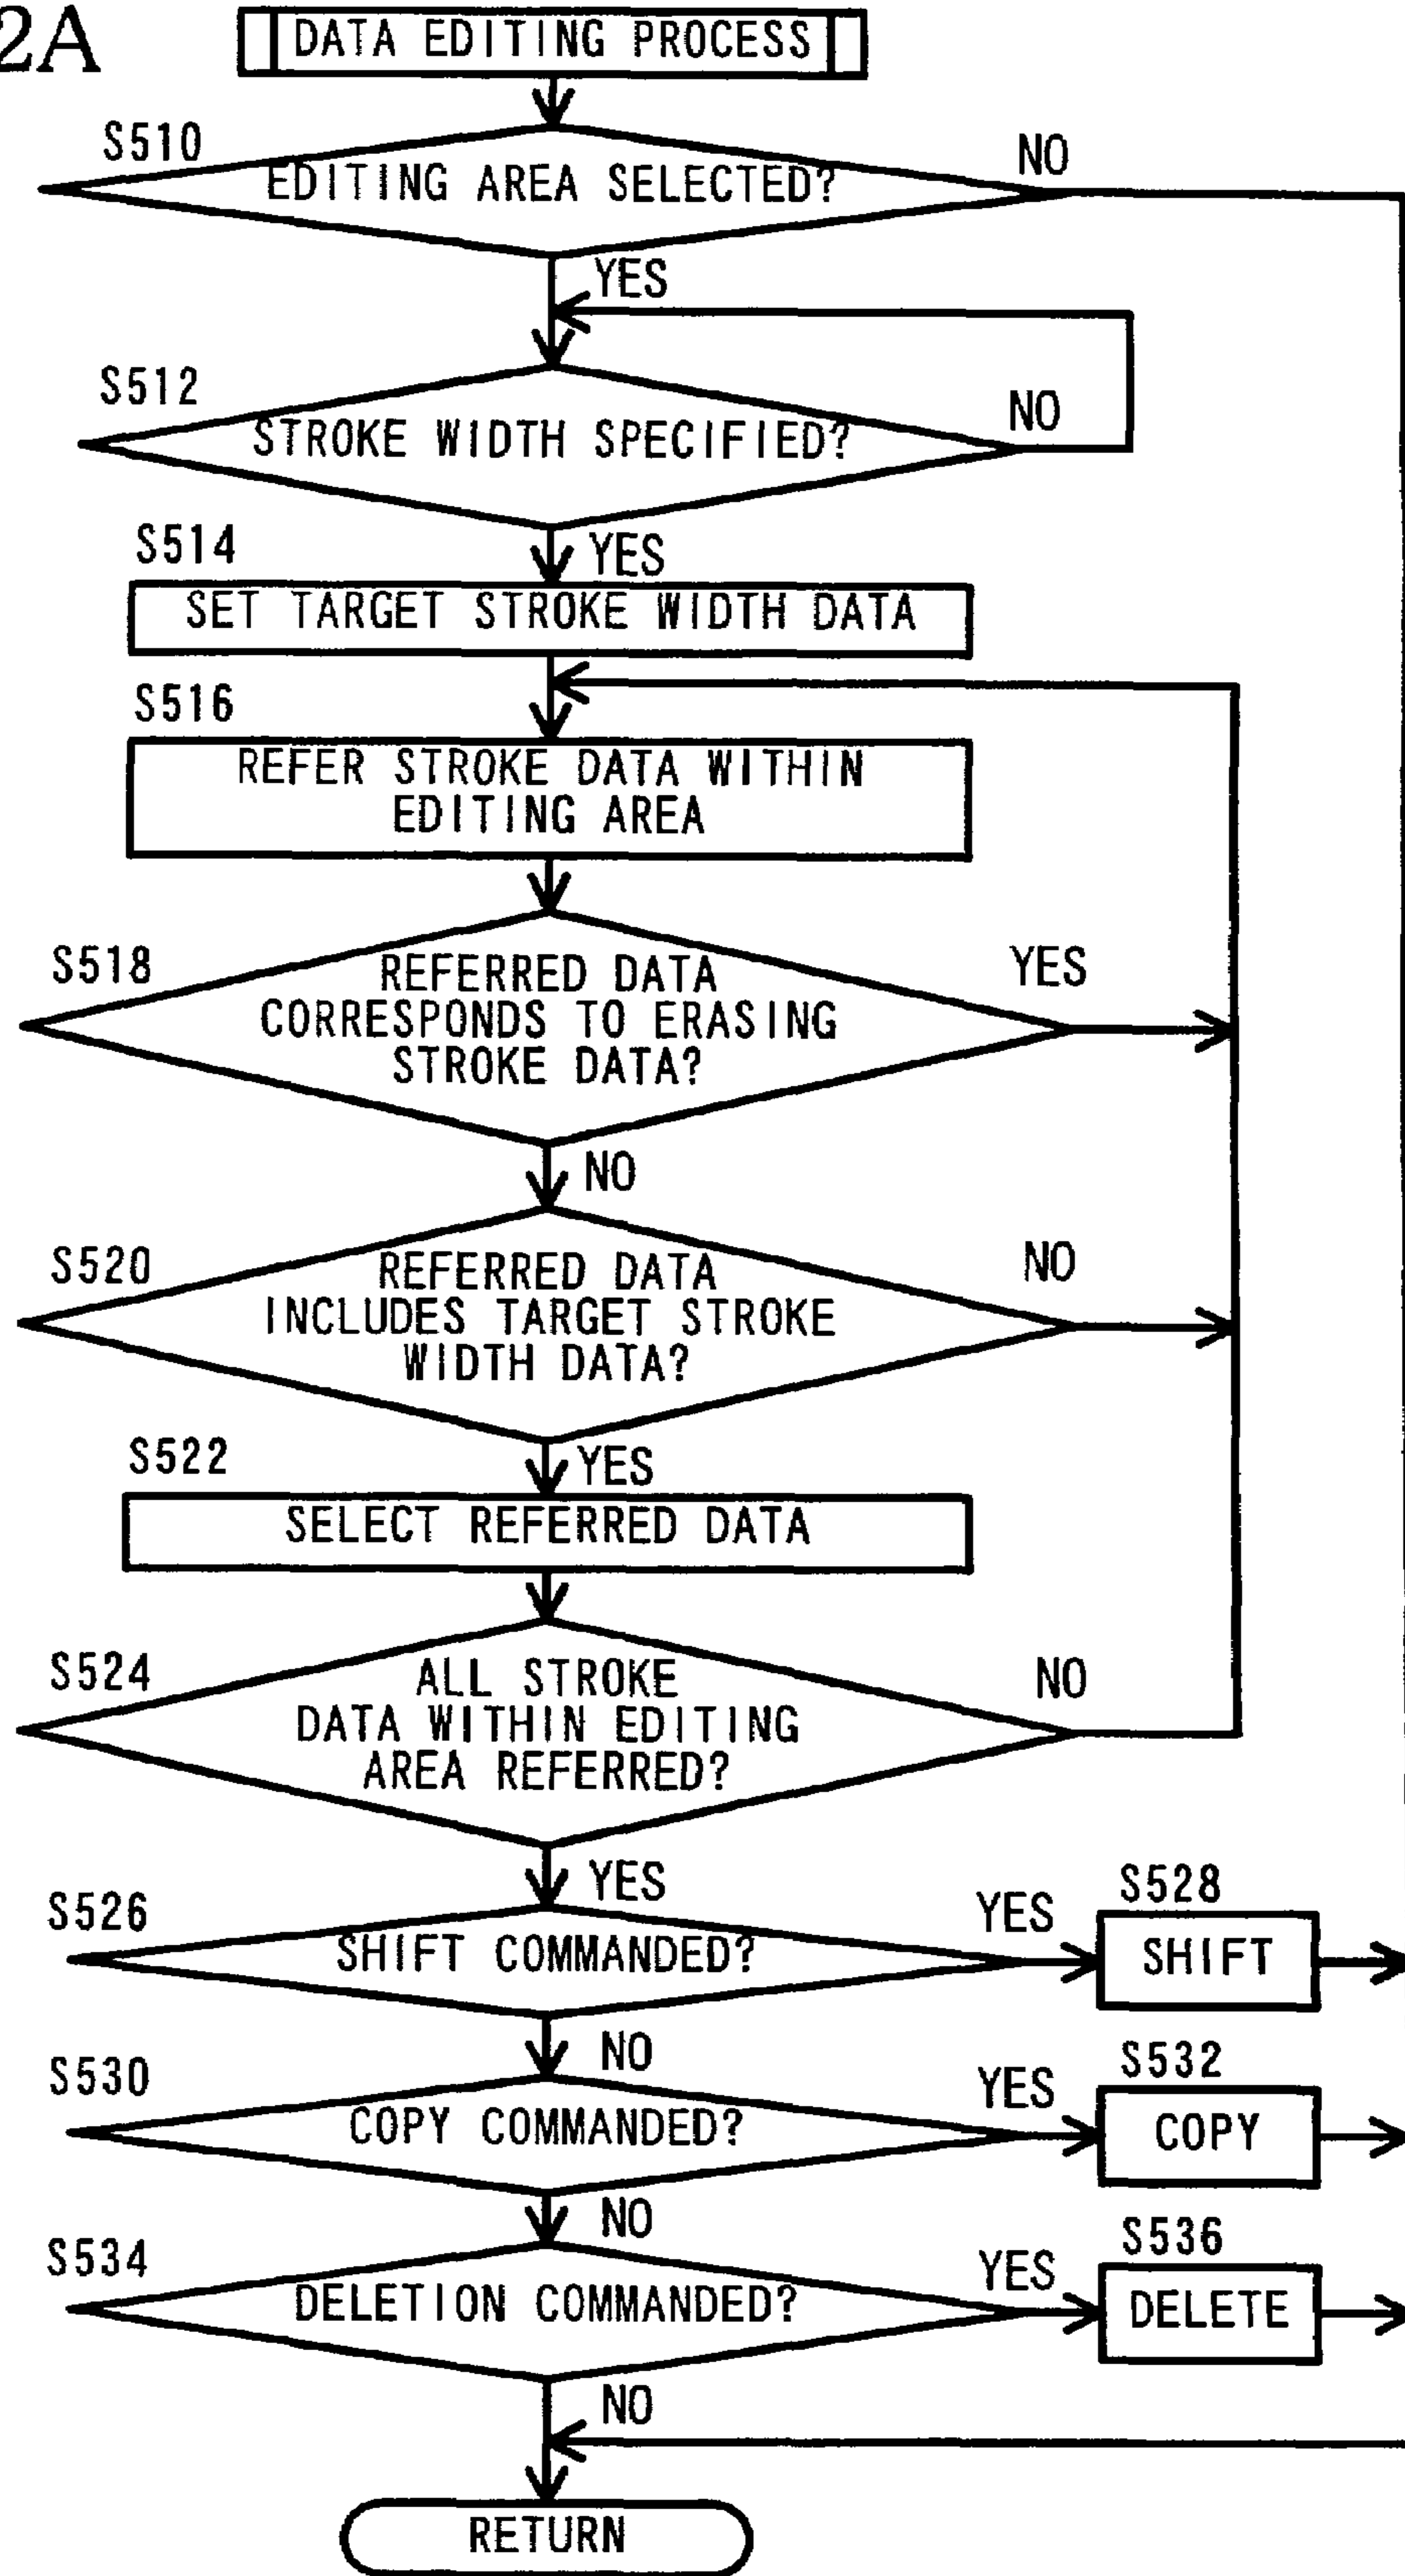 2A
DATA EDITING PROCESS
S510
EDITING AREA SELECTED?
NO
YES
S512
STROKE WIDTH SPECIFIED?
NO
YES
S514
SET TARGET STROKE WIDTH DATA
S516
REFER STROKE DATA WITHIN
EDITING AREA
S518
REFERRED DATA
CORRESPONDS TO ERASING
STROKE DATA?
YES
NO
S520
REFERRED DATA
INCLUDES TARGET STROKE
WIDTH DATA?
NO
YES
S522
SELECT REFERRED DATA
S524
ALL STROKE
DATA WITHIN EDITING
AREA REFERRED?
NO
YES
S526
SHIFT COMMANDED?
YES
S528
SHIFT
NO
S530
COPY COMMANDED?
YES
S532
COPY
NO
S534
DELETION COMMANDED?
YES
S536
DELETE
NO
RETURN